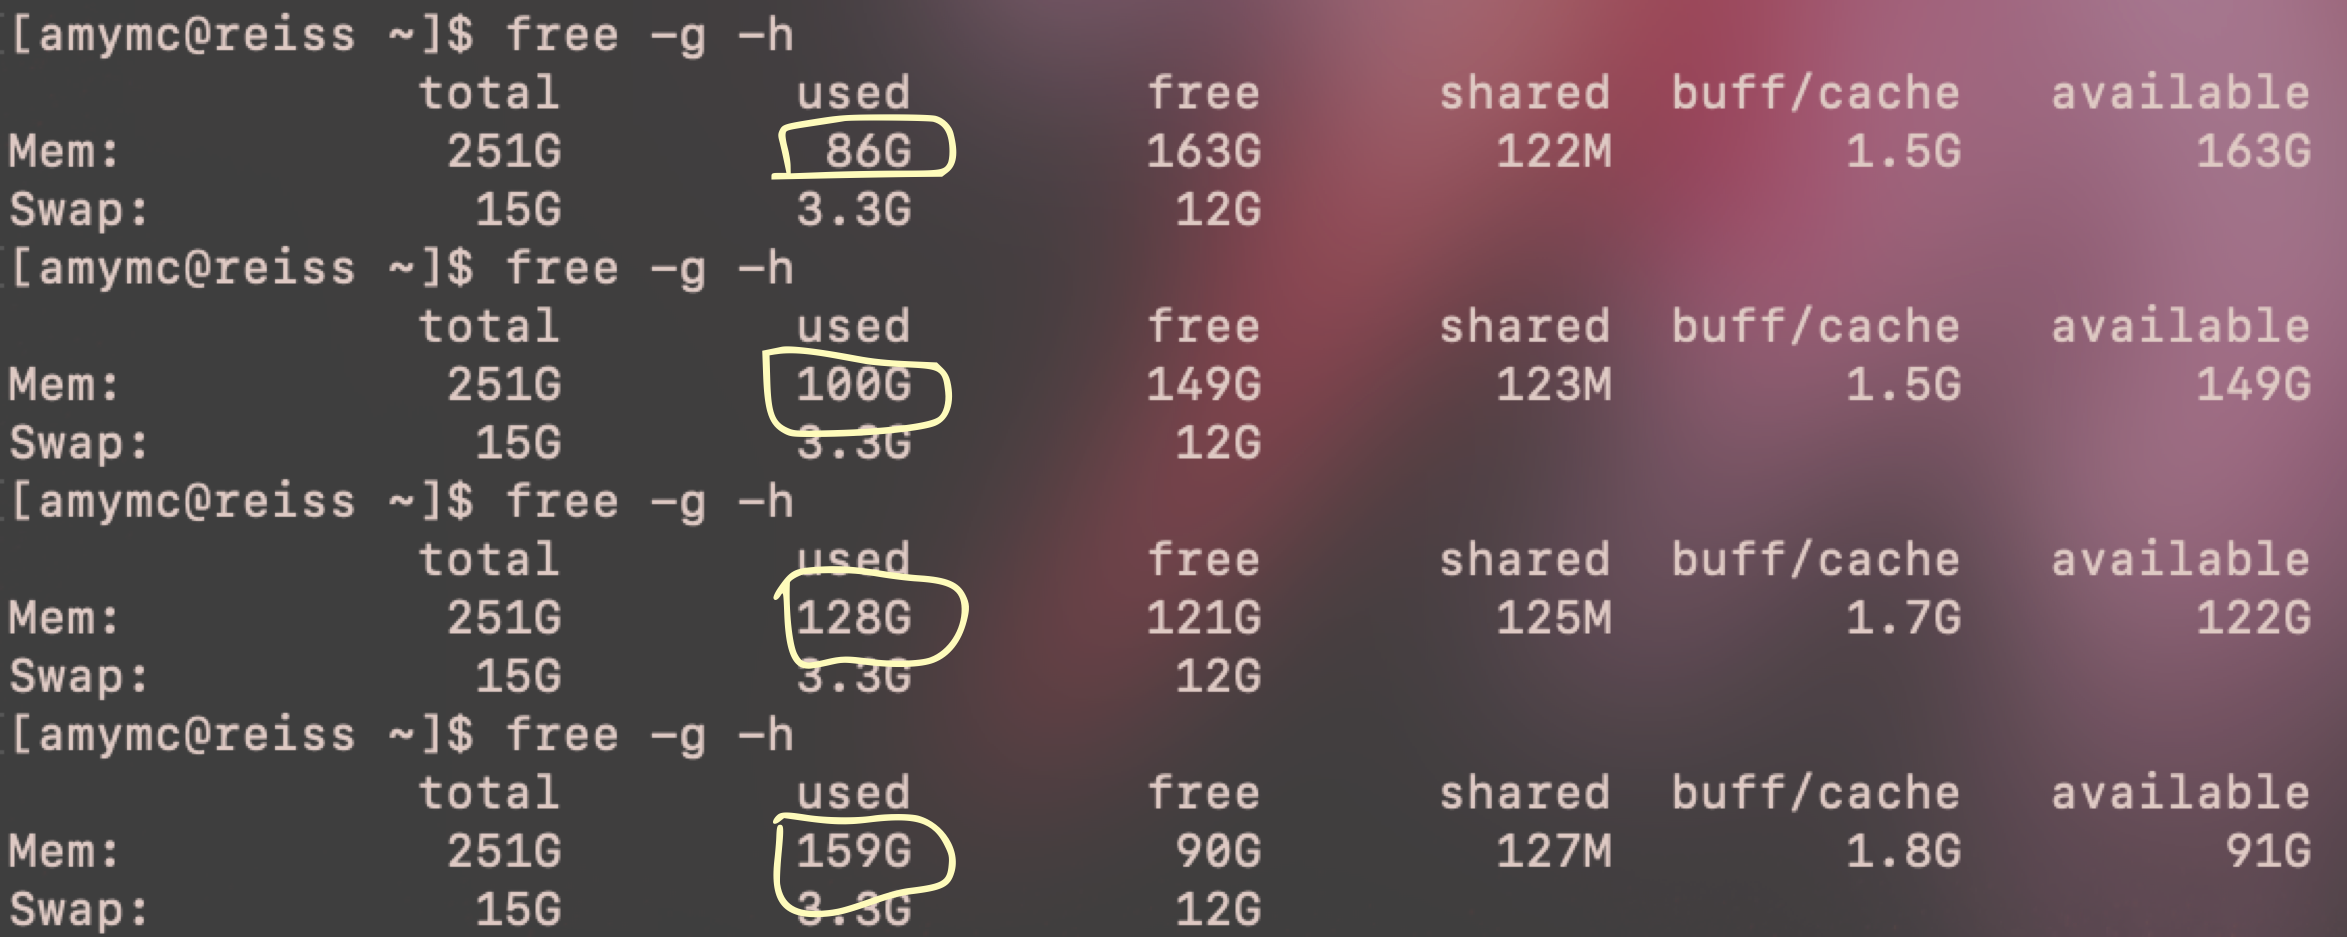 [amymc@reiss ~]$ free -g -h
total used free shared buff/cache available
Mem: 251G 86G 163G 122M 1.5G 163G
Swap: 15G 3.3G 12G
[amymc@reiss ~]$ free -g -h
total used free shared buff/cache available
Mem: 251G 100G 149G 123M 1.5G 149G
Swap: 15G 3.3G 12G
[amymc@reiss ~]$ free -g -h
total used free shared buff/cache available
Mem: 251G 128G 121G 125M 1.7G 122G
Swap: 15G 3.3G 12G
[amymc@reiss ~]$ free -g -h
total used free shared buff/cache available
Mem: 251G 159G 90G 127M 1.8G 91G
Swap: 15G 3.3G 12G